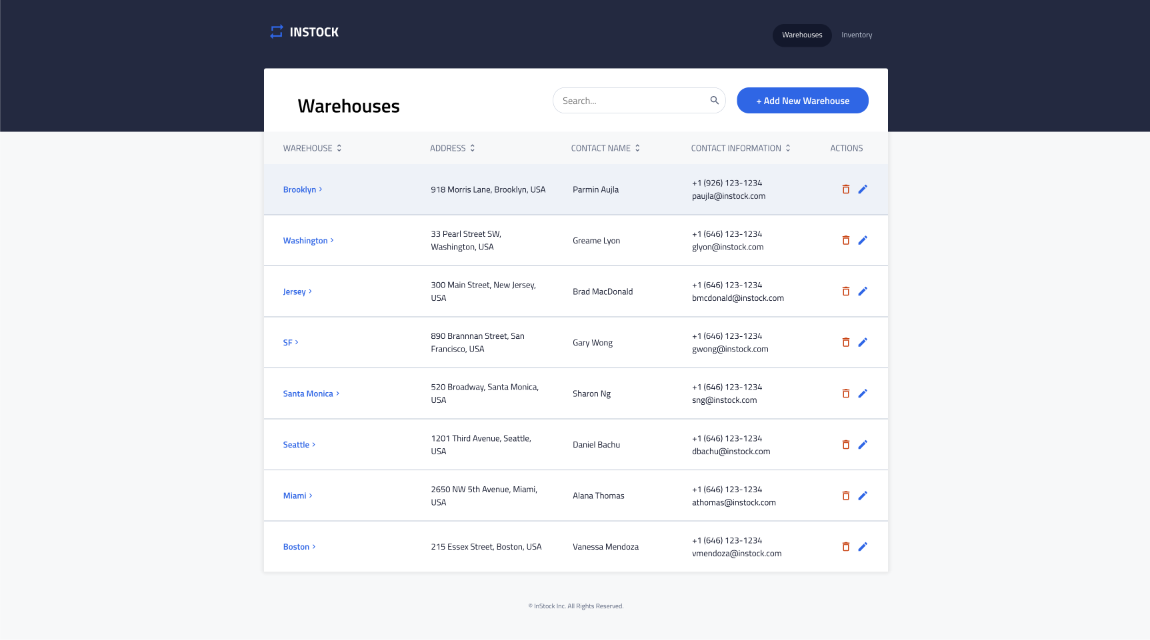 INSTOCK
Warehouses
Inventory
Warehouses
Search...
+ Add New Warehouse
WAREHOUSE
ADDRESS
CONTACT NAME
CONTACT INFORMATION
ACTIONS
Brooklyn
918 Morris Lane, Brooklyn, USA
Parmin Aujla
+1 (926) 123-1234
paujla@instock.com
Washington
33 Pearl Street SW,
Washington, USA
Greame Lyon
+1 (646) 123-1234
glyon@instock.com
Jersey
300 Main Street, New Jersey,
USA
Brad MacDonald
+1 (646) 123-1234
bmcdonald@instock.com
SF
890 Brannnan Street, San
Francisco, USA
Gary Wong
+1 (646) 123-1234
gwong@instock.com
Santa Monica
520 Broadway, Santa Monica,
USA
Sharon Ng
+1 (646) 123-1234
sng@instock.com
Seattle
1201 Third Avenue, Seattle,
USA
Daniel Bachu
+1 (646) 123-1234
dbachu@instock.com
Miami
2650 NW 5th Avenue, Miami,
USA
Alana Thomas
+1 (646) 123-1234
athomas@instock.com
Boston
215 Essex Street, Boston, USA
Vanessa Mendoza
+1 (646) 123-1234
vmendoza@instock.com
© InStock Inc. All Rights Reserved.